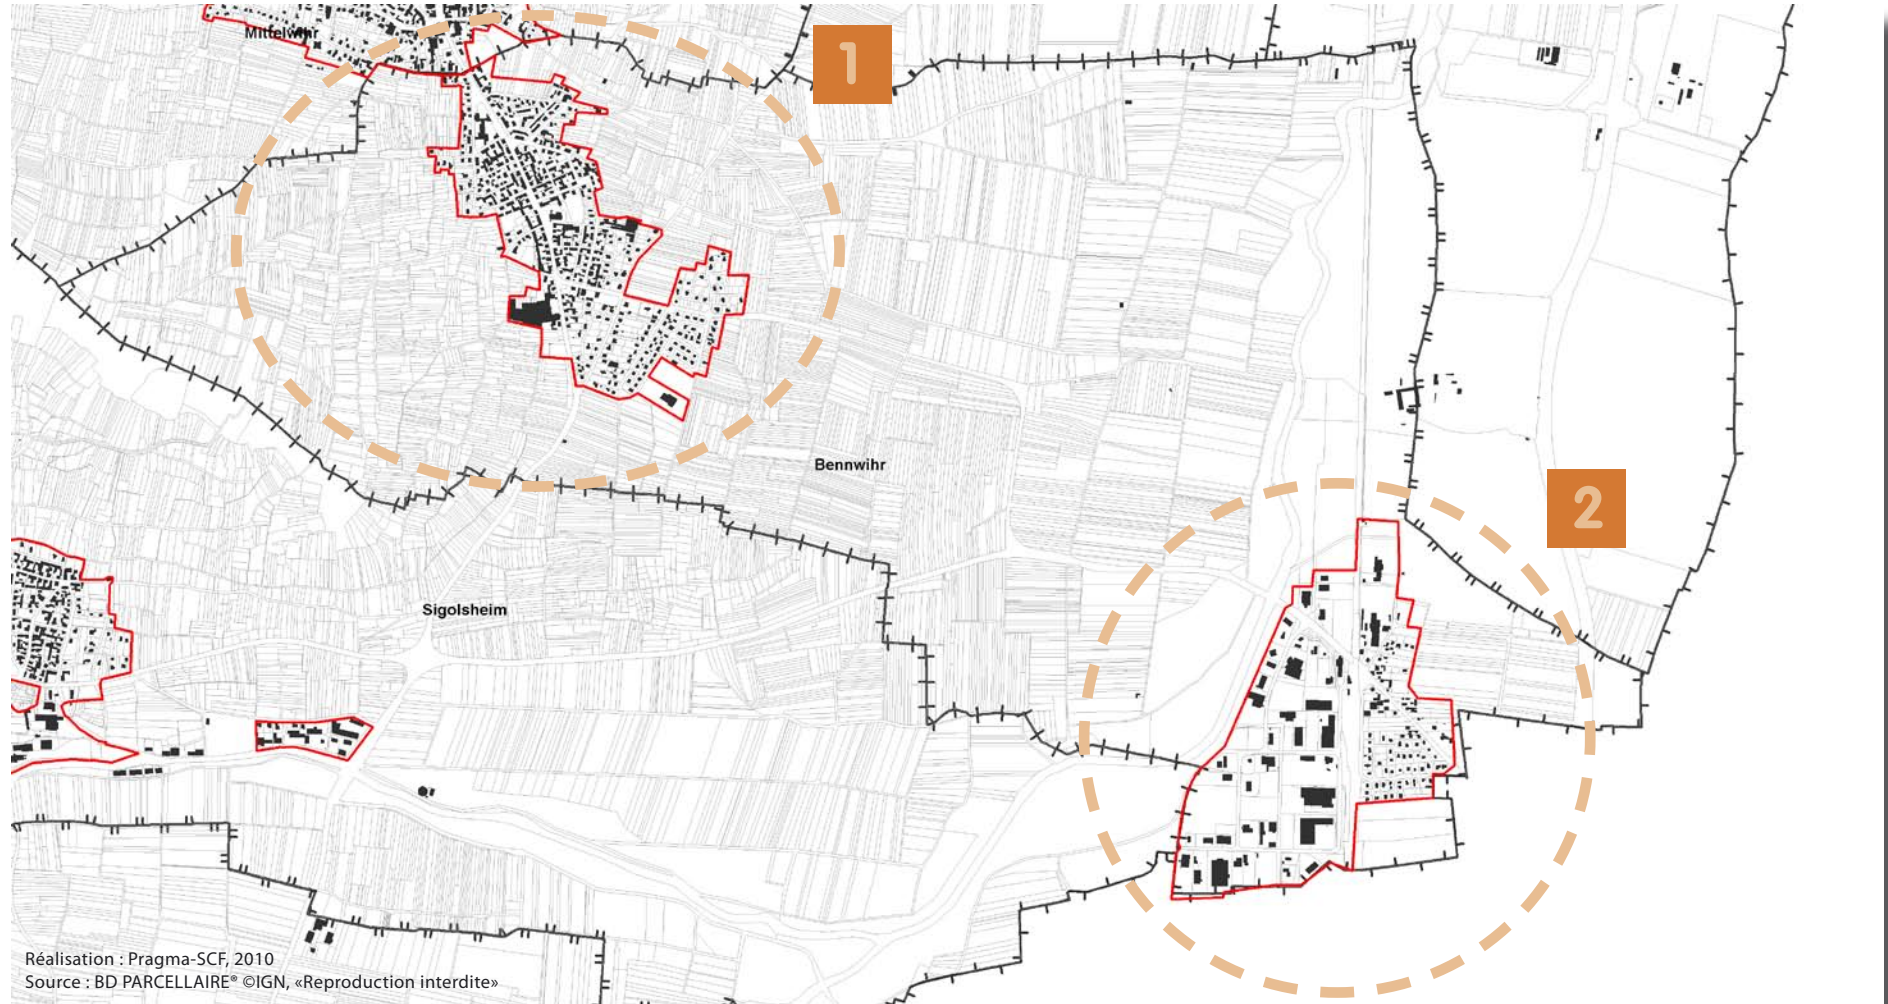 Mittelwihr
1
Bennwihr
2
Sigolsheim
Réalisation : Pragma-SCF, 2010
Source : BD PARCELLAIRE® ©IGN, «Reproduction interdite»